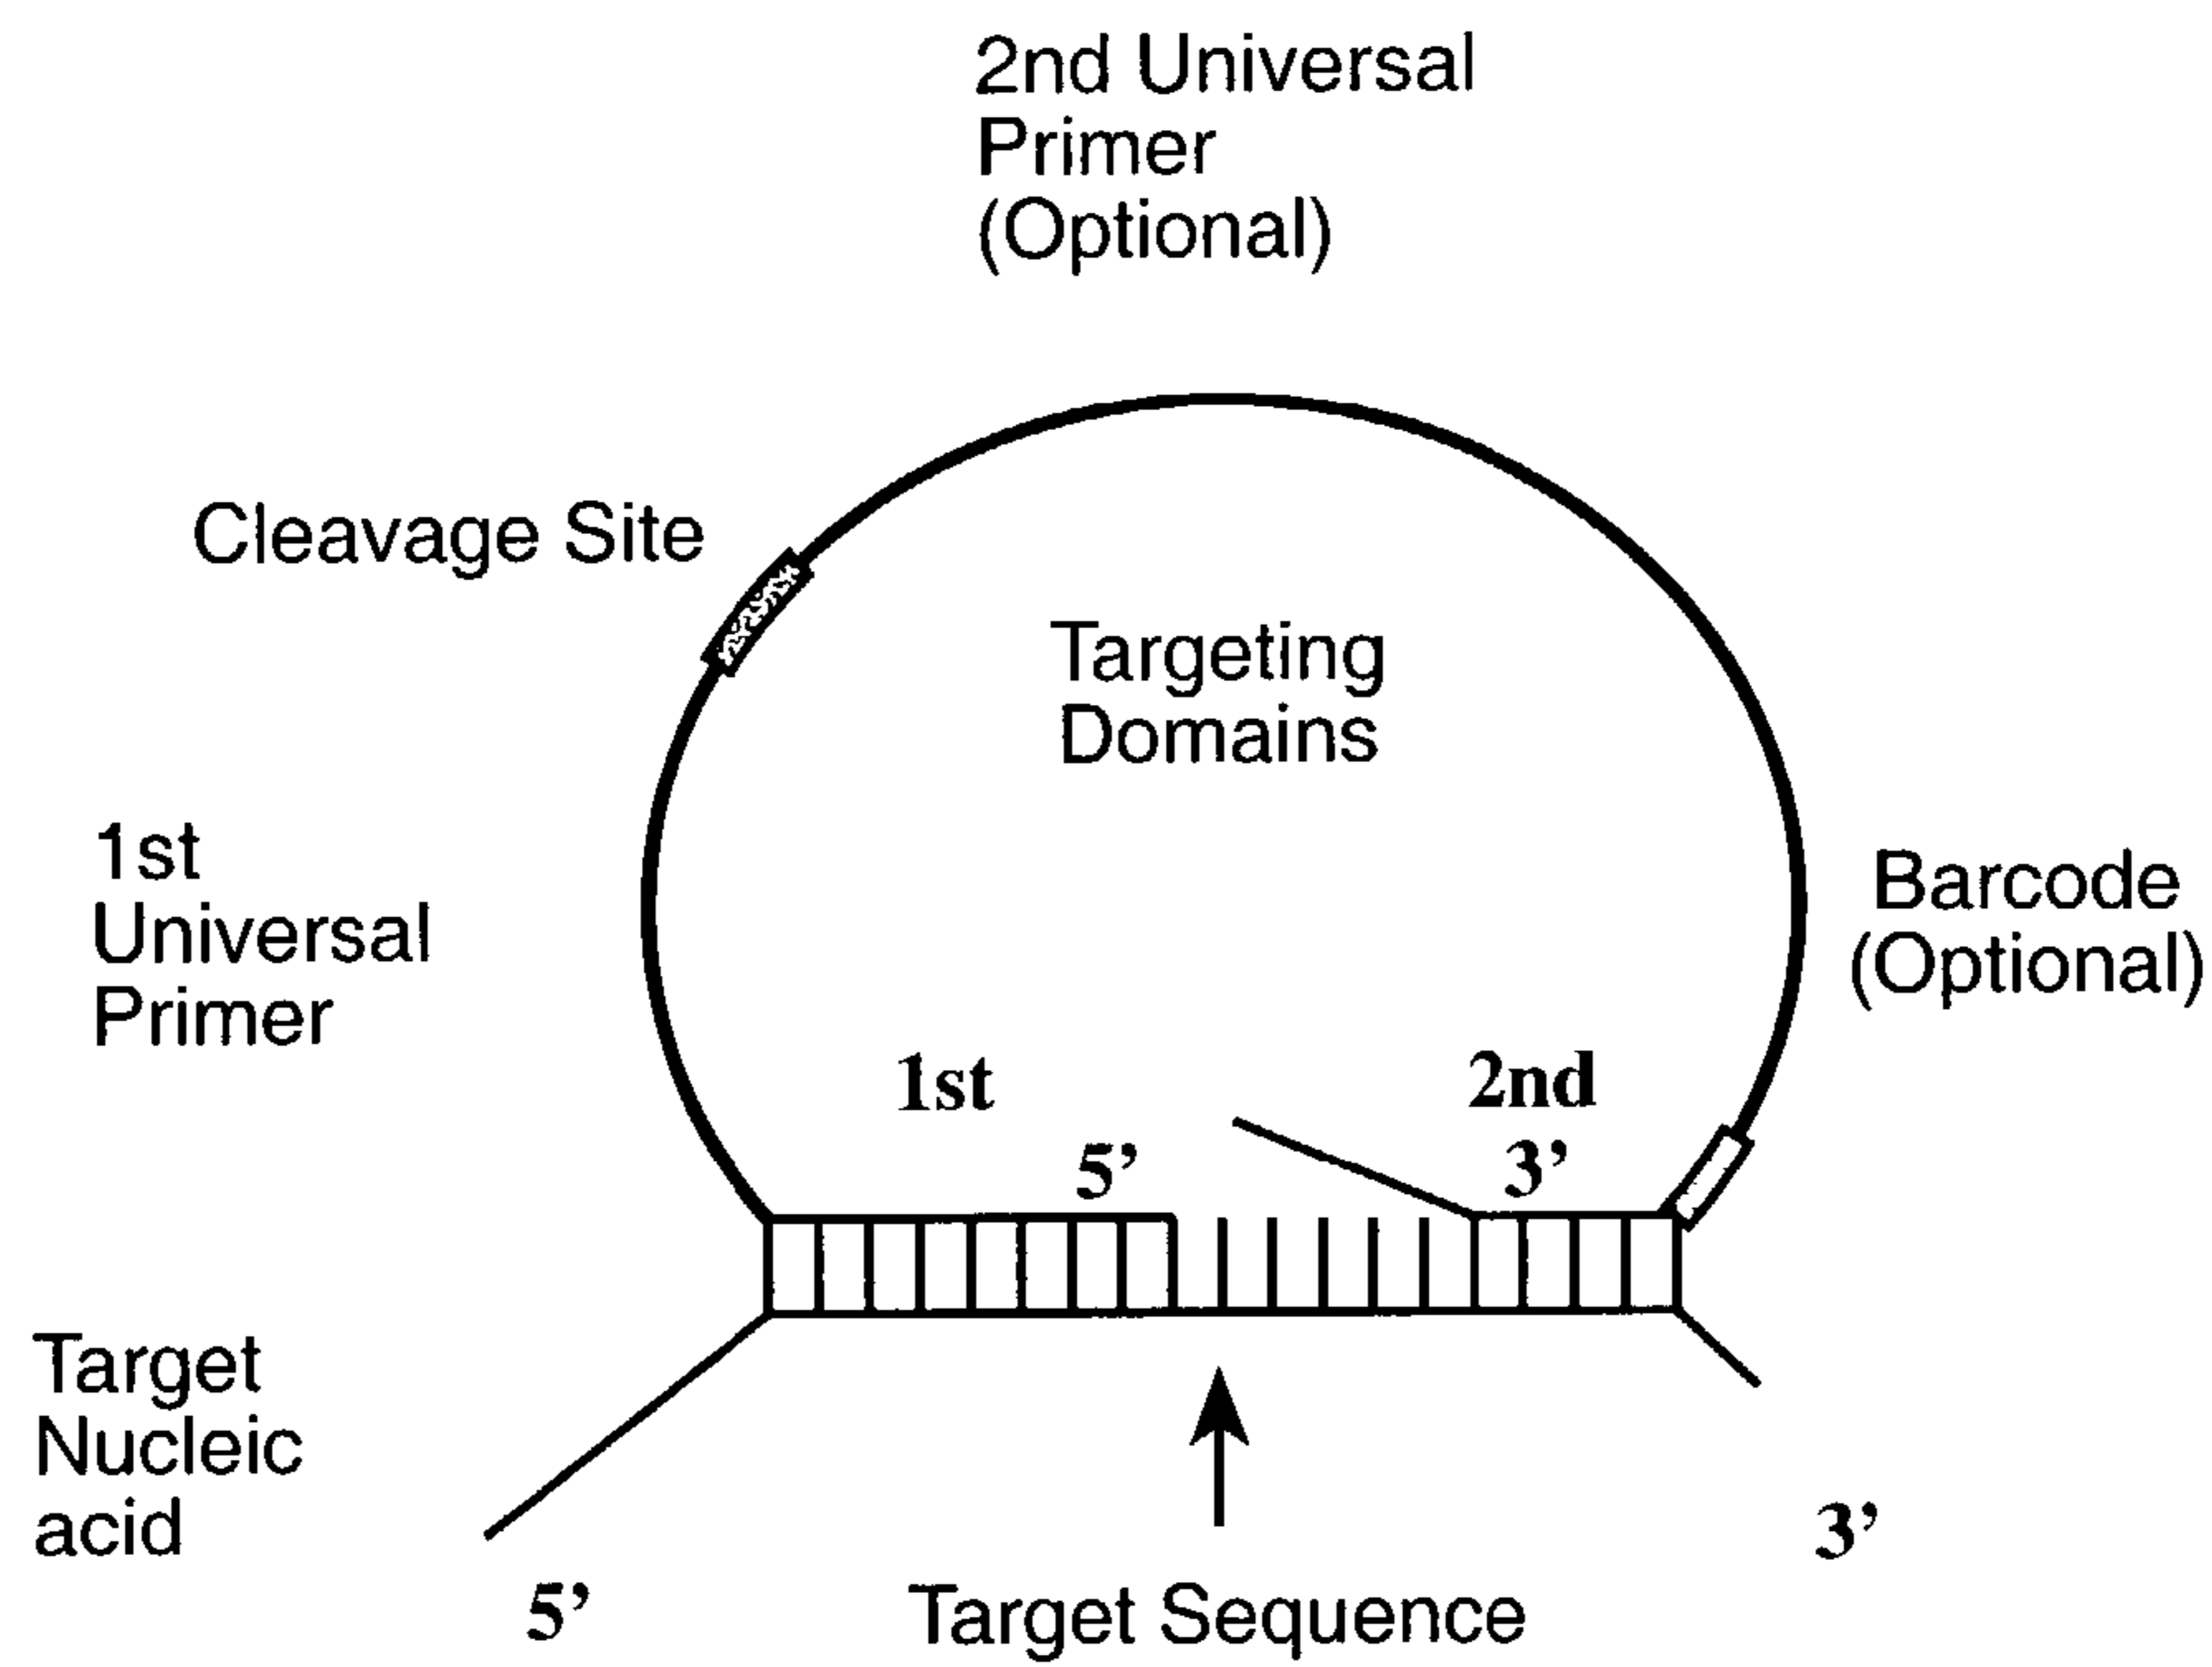 2nd Universal
Primer
(Optional)
Cleavage Site
Targeting
Domains
1st
Universal
Primer
Barcode
(Optional)
1st
2nd
5’
3’
Target
Nucleic
acid
5’
Target Sequence
3’